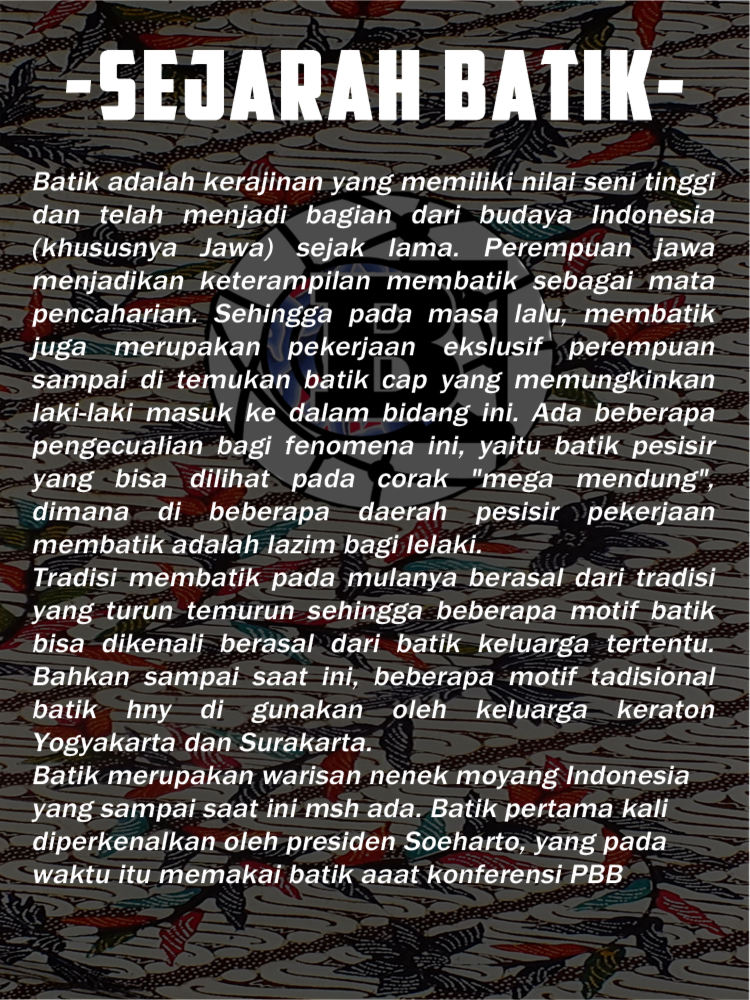 -SEJARAH BATIK-
Batik adalah kerajinan yang memiliki nilai seni tinggi
dan telah menjadi bagian dari budaya Indonesia
(khususnya Jawa) sejak lama. Perempuan jawa
menjadikan keterampilan membatik sebagai mata
pencaharian. Sehingga pada masa lalu, membatik
juga merupakan pekerjaan ekslusif perempuan
sampai di temukan batik cap yang memungkinkan
laki-laki masuk ke dalam bidang ini. Ada beberapa
pengecualian bagi fenomena ini, yaitu batik pesisir
yang bisa dilihat pada corak "mega mendung",
dimana di beberapa daerah pesisir pekerjaan
membatik adalah lazim bagi lelaki.
Tradisi membatik pada mulanya berasal dari tradisi
yang turun temurun sehingga beberapa motif batik
bisa dikenali berasal dari batik keluarga tertentu.
Bahkan sampai saat ini, beberapa motif tadisional
batik hny di gunakan oleh keluarga keraton
Yogyakarta dan Surakarta.
Batik merupakan warisan nenek moyang Indonesia
yang sampai saat ini msh ada. Batik pertama kali
diperkenalkan oleh presiden Soeharto, yang pada
waktu itu memakai batik aaat konferensi PBB